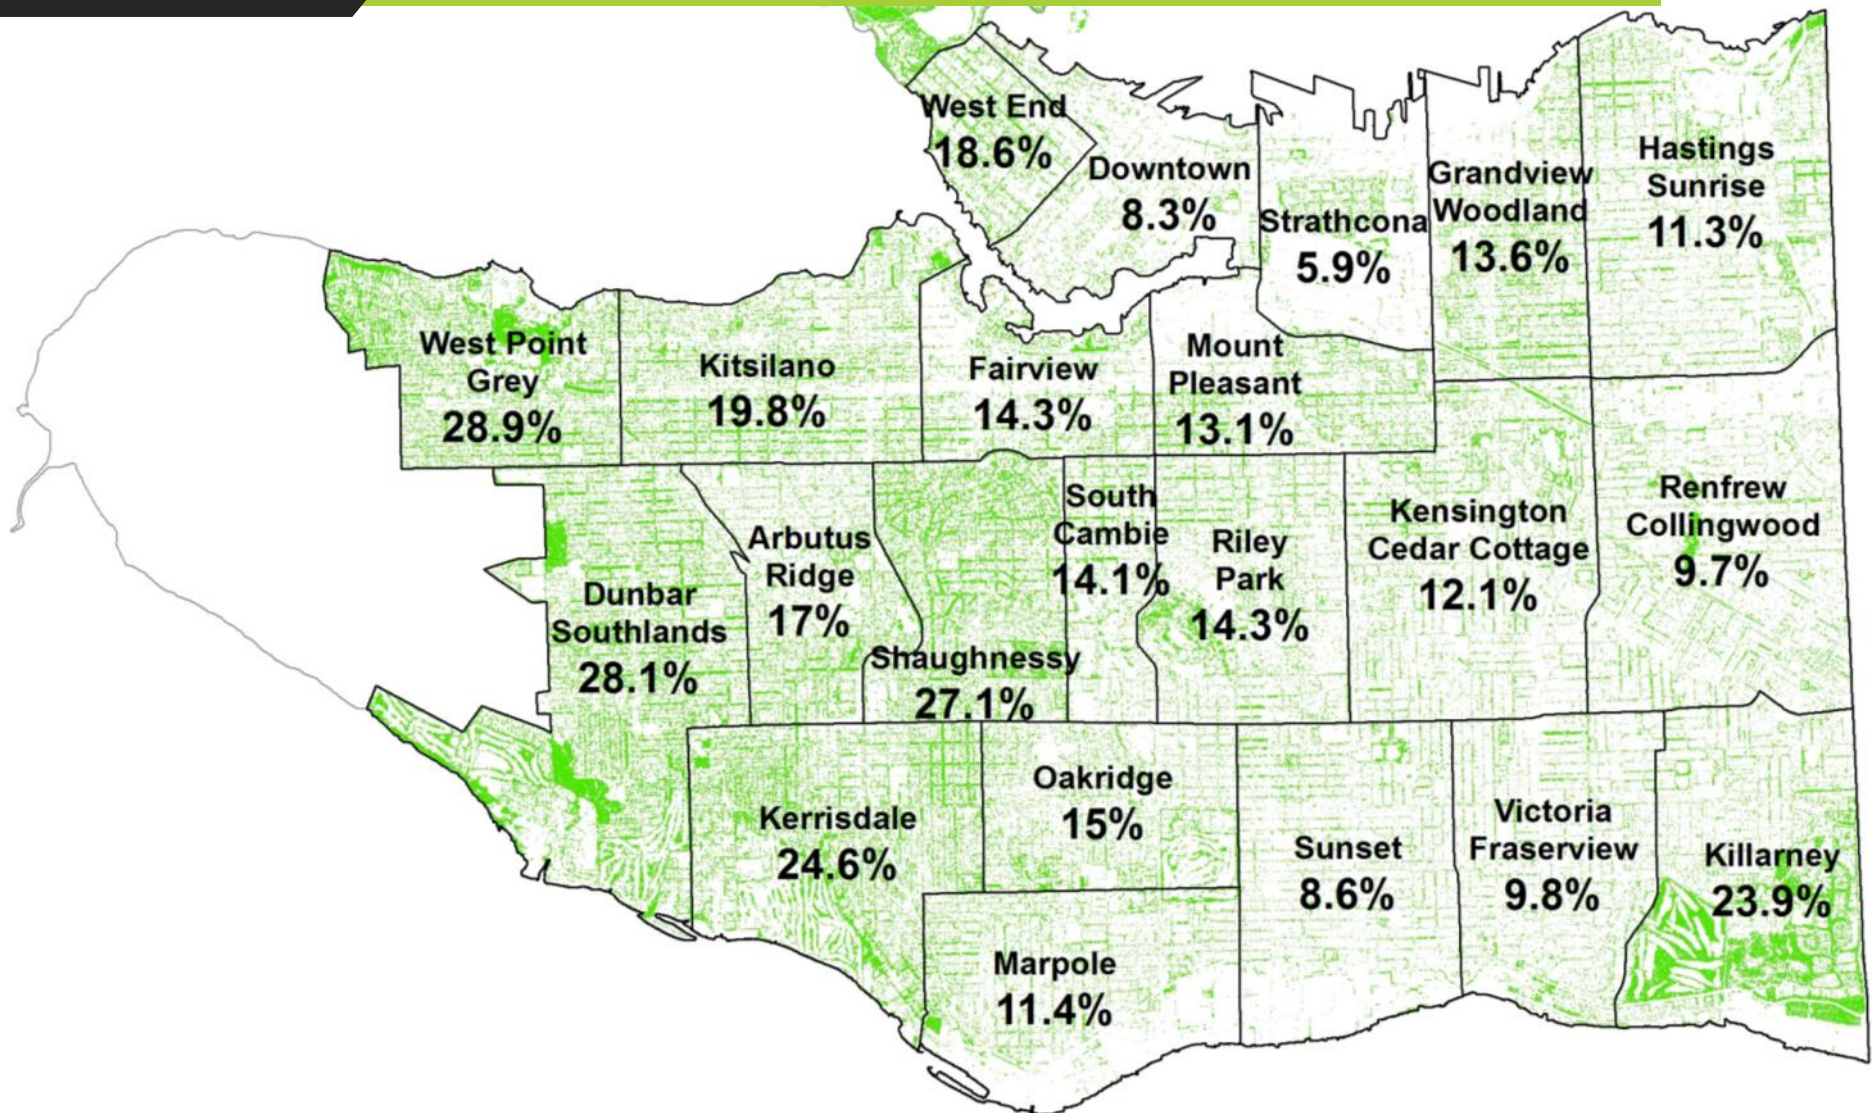 West End
18.6%
Downtown
8.3%
Strathcona
5.9%
Grandview
Woodland
13.6%
Hastings
Sunrise
11.3%
West Point
Grey
28.9%
Kitsilano
19.8%
Fairview
14.3%
Mount
Pleasant
13.1%
Dunbar
Southlands
28.1%
Arbutus
Ridge
17%
Shaughnessy
27.1%
South
Cambie
14.1%
Riley
Park
14.3%
Kensington
Cedar Cottage
12.1%
Renfrew
Collingwood
9.7%
Kerrisdale
24.6%
Oakridge
15%
Marpole
11.4%
Sunset
8.6%
Victoria
Fraserview
9.8%
Killarney
23.9%